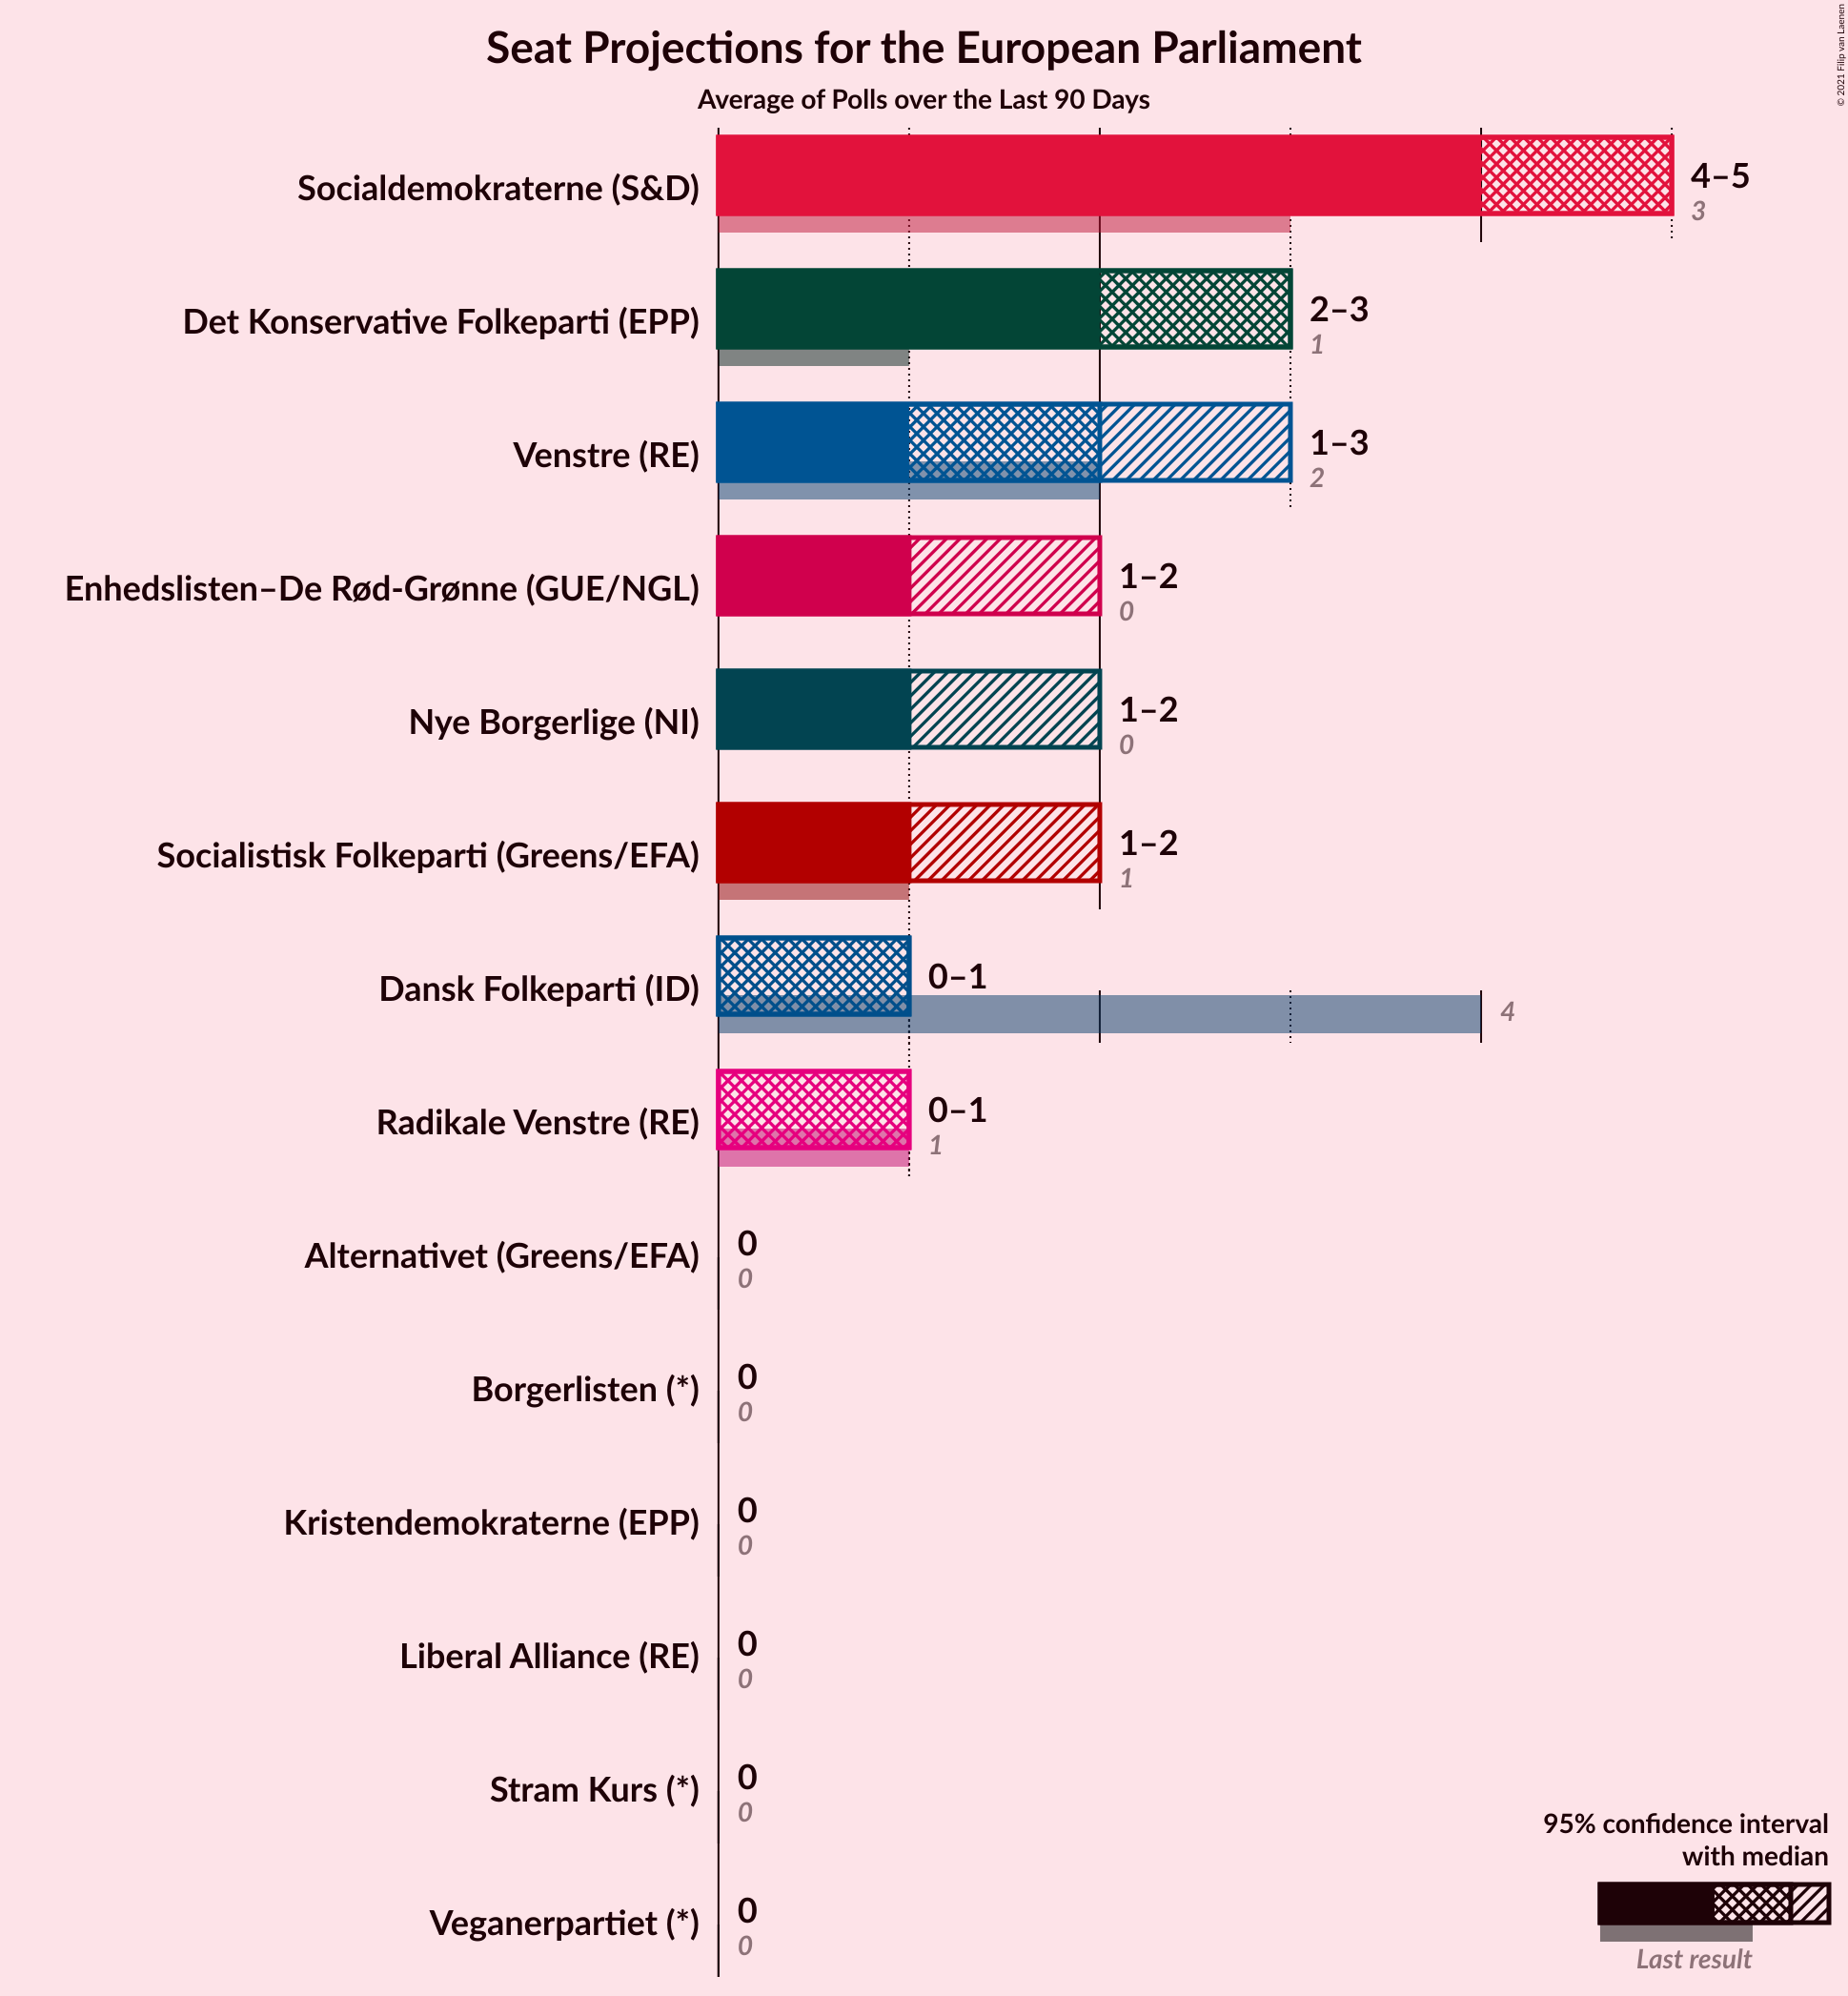 Seat Projections for the European Parliament
Average of Polls over the Last 90 Days
© 2021 Filip van Laenen
Socialdemokraterne (S&D)
4–5
3
Det Konservative Folkeparti (EPP)
2–3
1
Venstre (RE)
1–3
2
Enhedslisten–De Rød-Grønne (GUE/NGL)
1–2
0
Nye Borgerlige (NI)
1–2
0
Socialistisk Folkeparti (Greens/EFA)
1–2
1
Dansk Folkeparti (ID)
0–1
4
Radikale Venstre (RE)
0–1
1
Alternativet (Greens/EFA)
0
0
Borgerlisten (*)
0
0
Kristendemokraterne (EPP)
0
0
Liberal Alliance (RE)
0
0
Stram Kurs (*)
0
0
Veganerpartiet (*)
0
0
95% confidence interval
with median
Last result